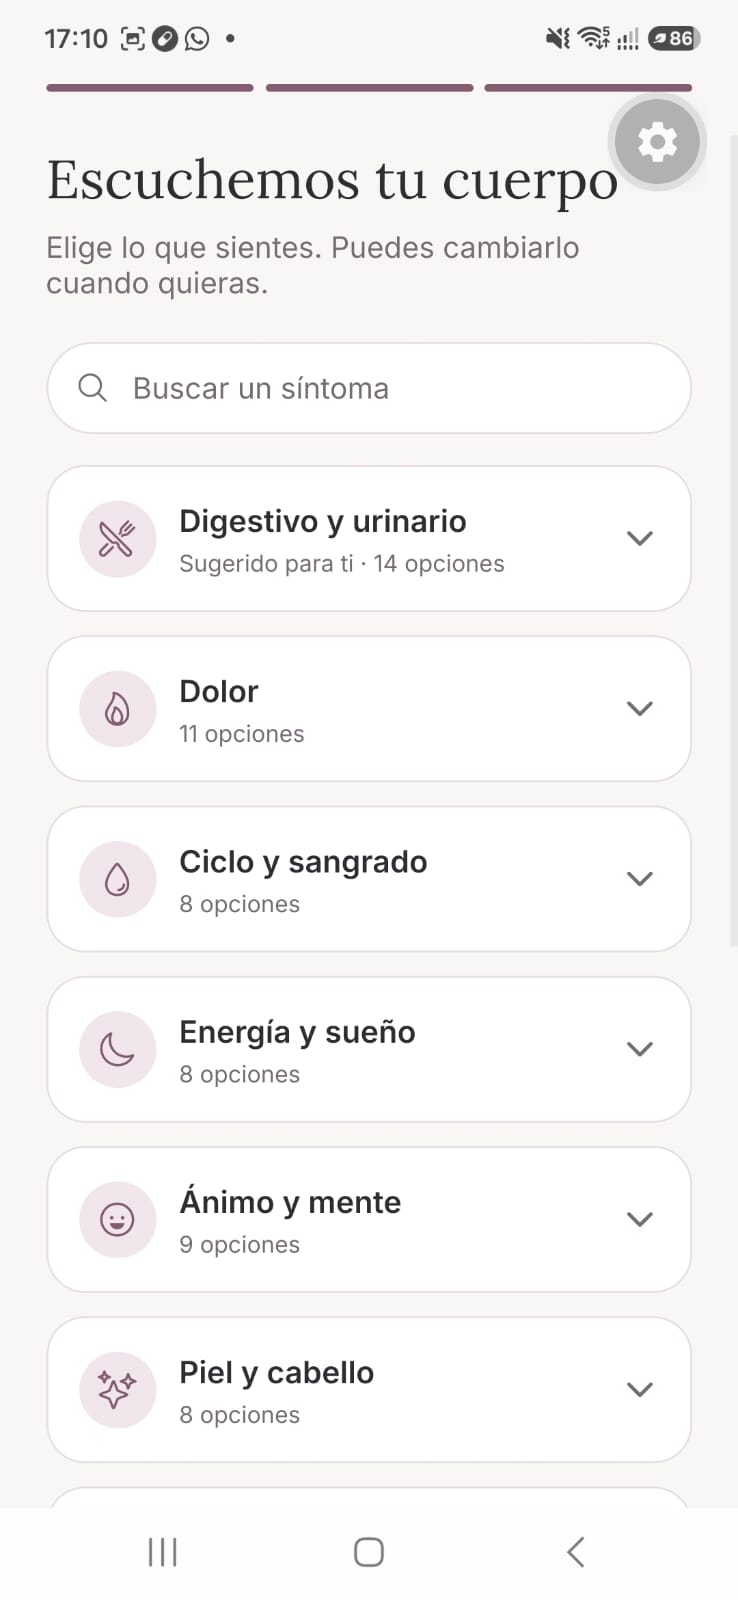 17:10
5
86
Escuchemos tu cuerpo
Elige lo que sientes. Puedes cambiarlo
cuando quieras.
Buscar un síntoma
Digestivo y urinario
Sugerido para ti · 14 opciones
Dolor
11 opciones
Ciclo y sangrado
8 opciones
Energía y sueño
8 opciones
Ánimo y mente
9 opciones
Piel y cabello
8 opciones